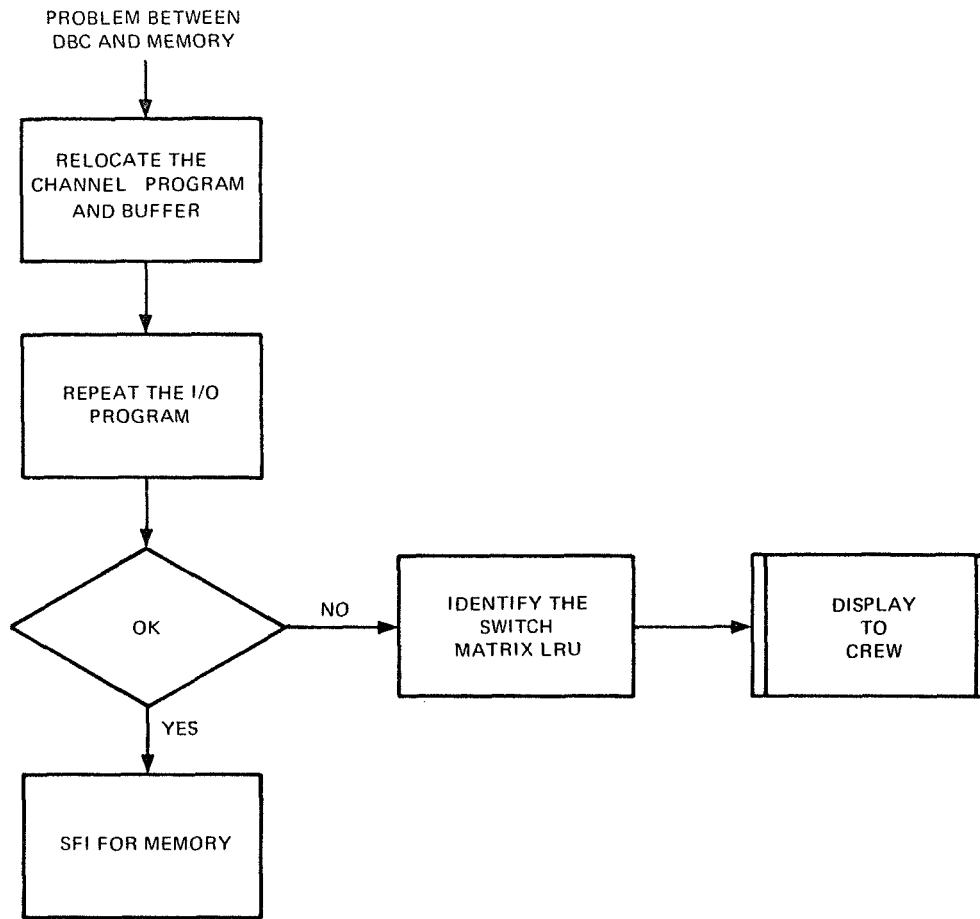 PROBLEM BETWEEN
DBC AND MEMORY
RELOCATE THE
CHANNEL PROGRAM
AND BUFFER
REPEAT THE I/O
PROGRAM
OK
NO
IDENTIFY THE
SWITCH
MATRIX LRU
DISPLAY
TO
CREW
YES
SFI FOR MEMORY